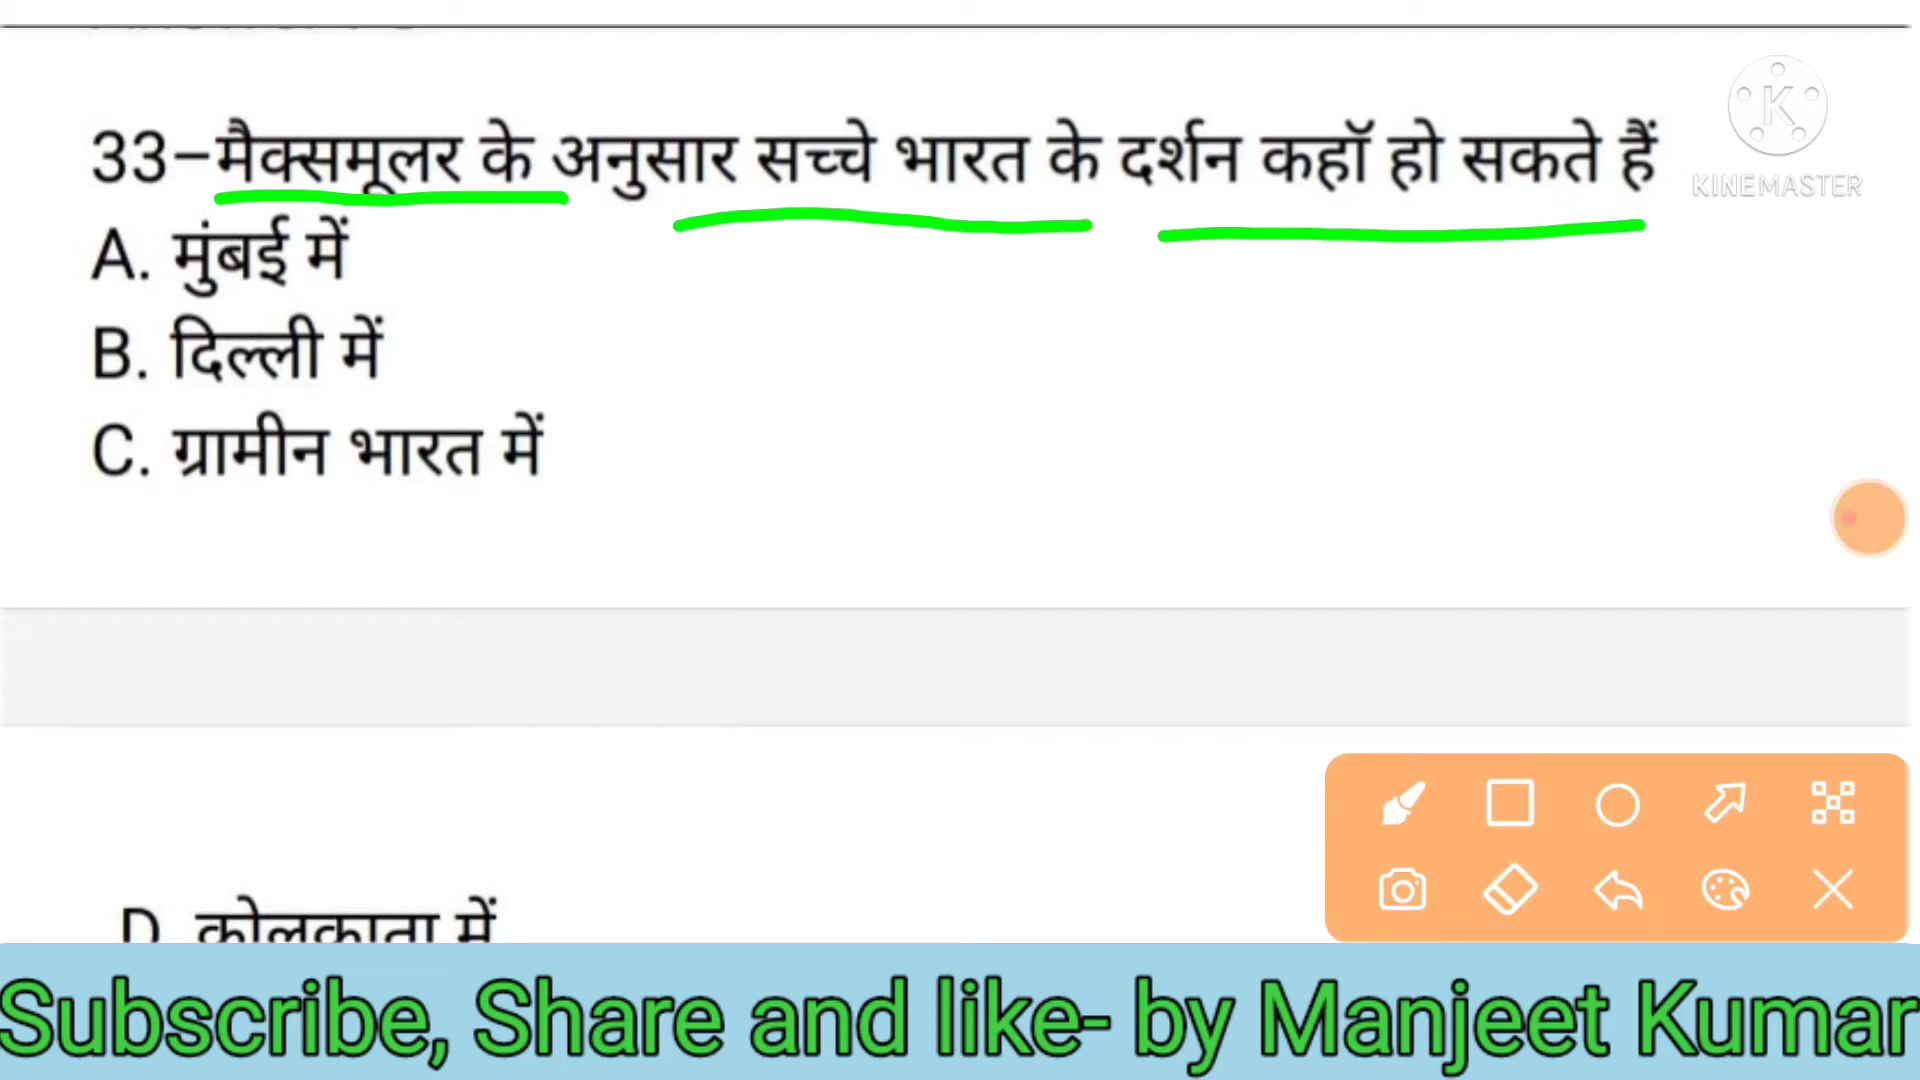 33–मैक्समूलर के अनुसार सच्चे भारत के दर्शन कहॉ हो सकते हैं
KINEMASTER
A. मुंबई में
B. दिल्ली में
C. ग्रामीन भारत में
D. कोलकाता में
Subscribe, Share and like- by Manjeet Kumar